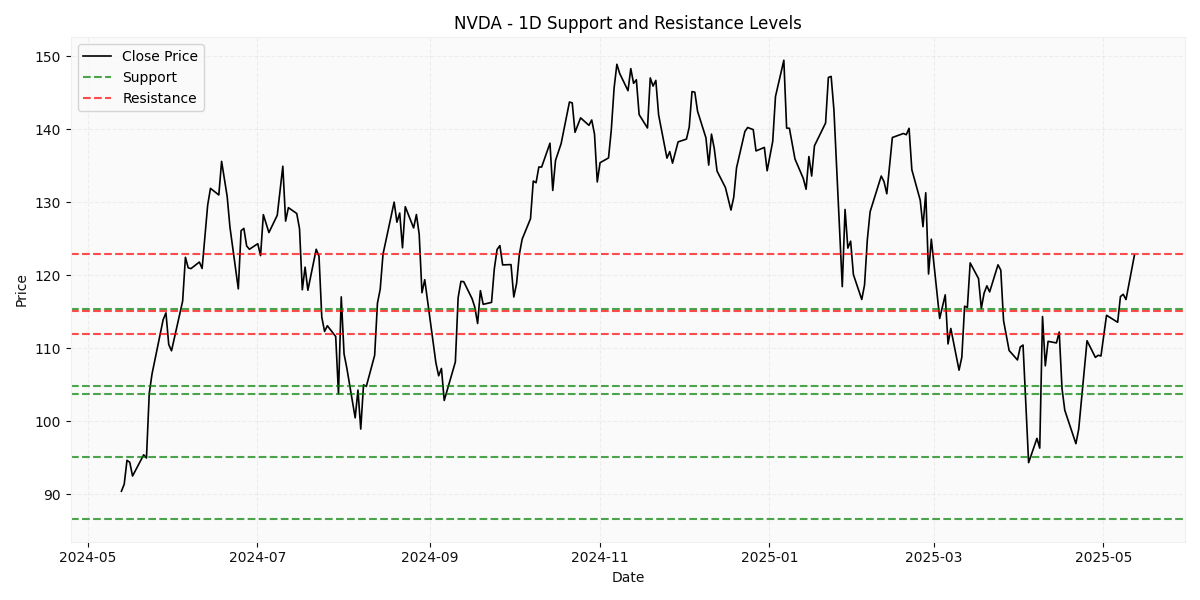 NVDA - 1D Support and Resistance Levels
Close Price
Support
Resistance
150
140
130
120
110
100
90
Price
2024-05 2024-07 2024-09 2024-11 2025-01 2025-03 2025-05
Date